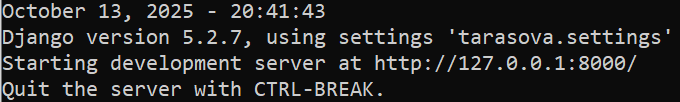 October 13, 2025 - 20:41:43
Django version 5.2.7, using settings 'tarasova.settings'
Starting development server at http://127.0.0.1:8000/
Quit the server with CTRL-BREAK.